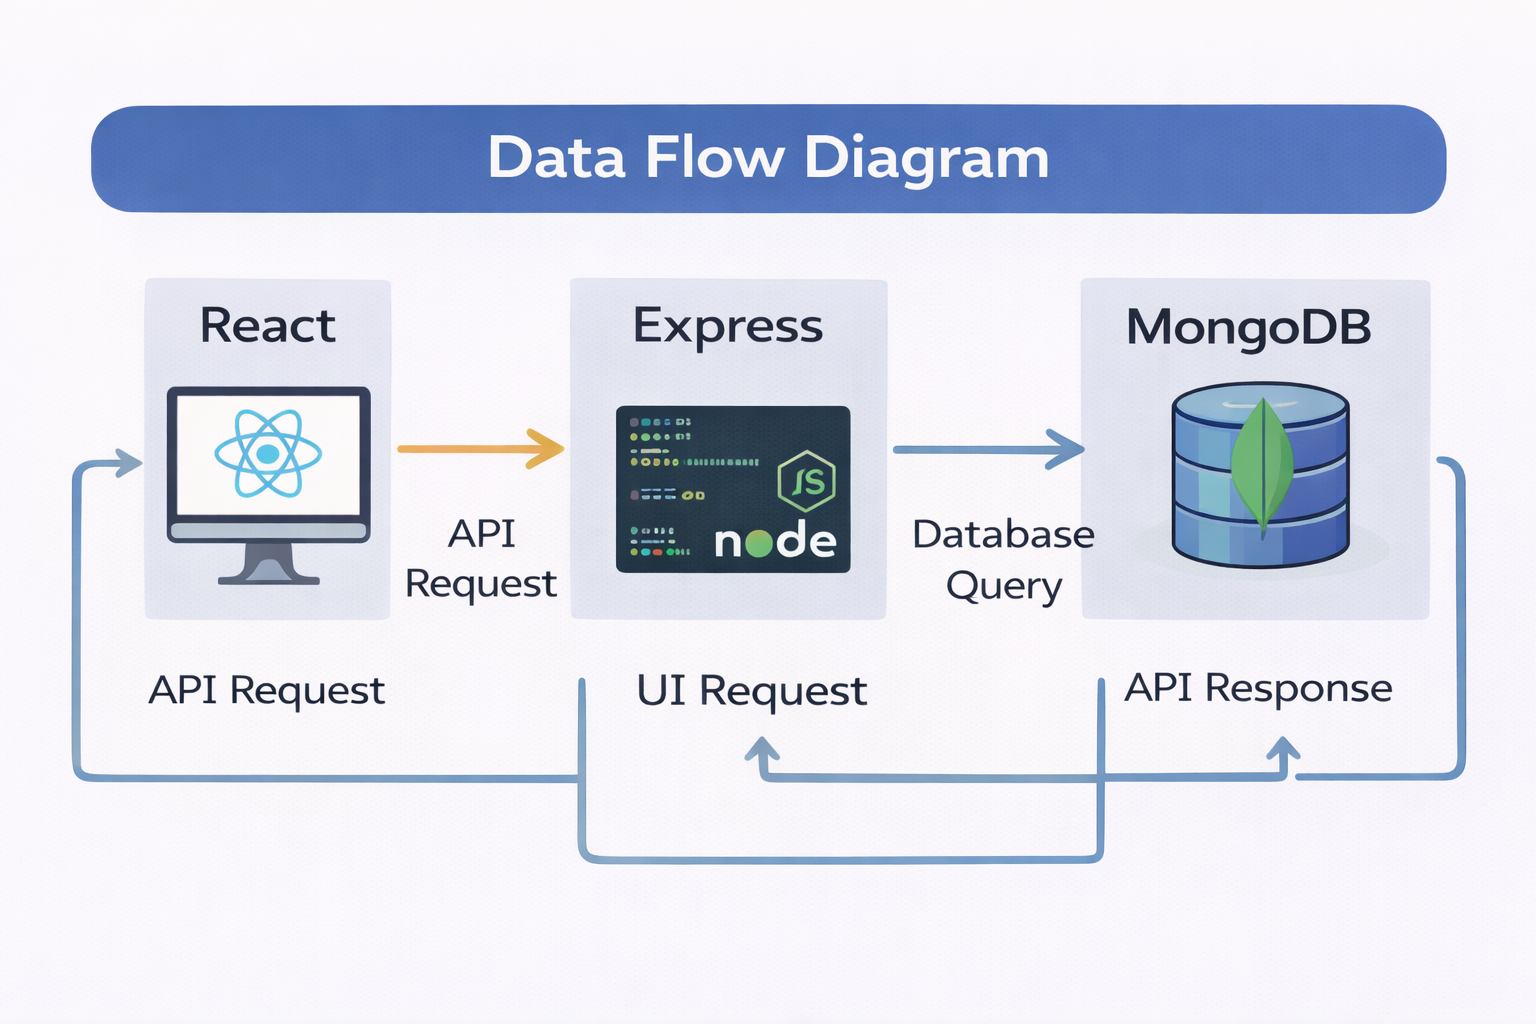 Data Flow Diagram
React
Express
MongoDB
JS
node
API
Request
Database
Query
API Request
UI Request
API Response